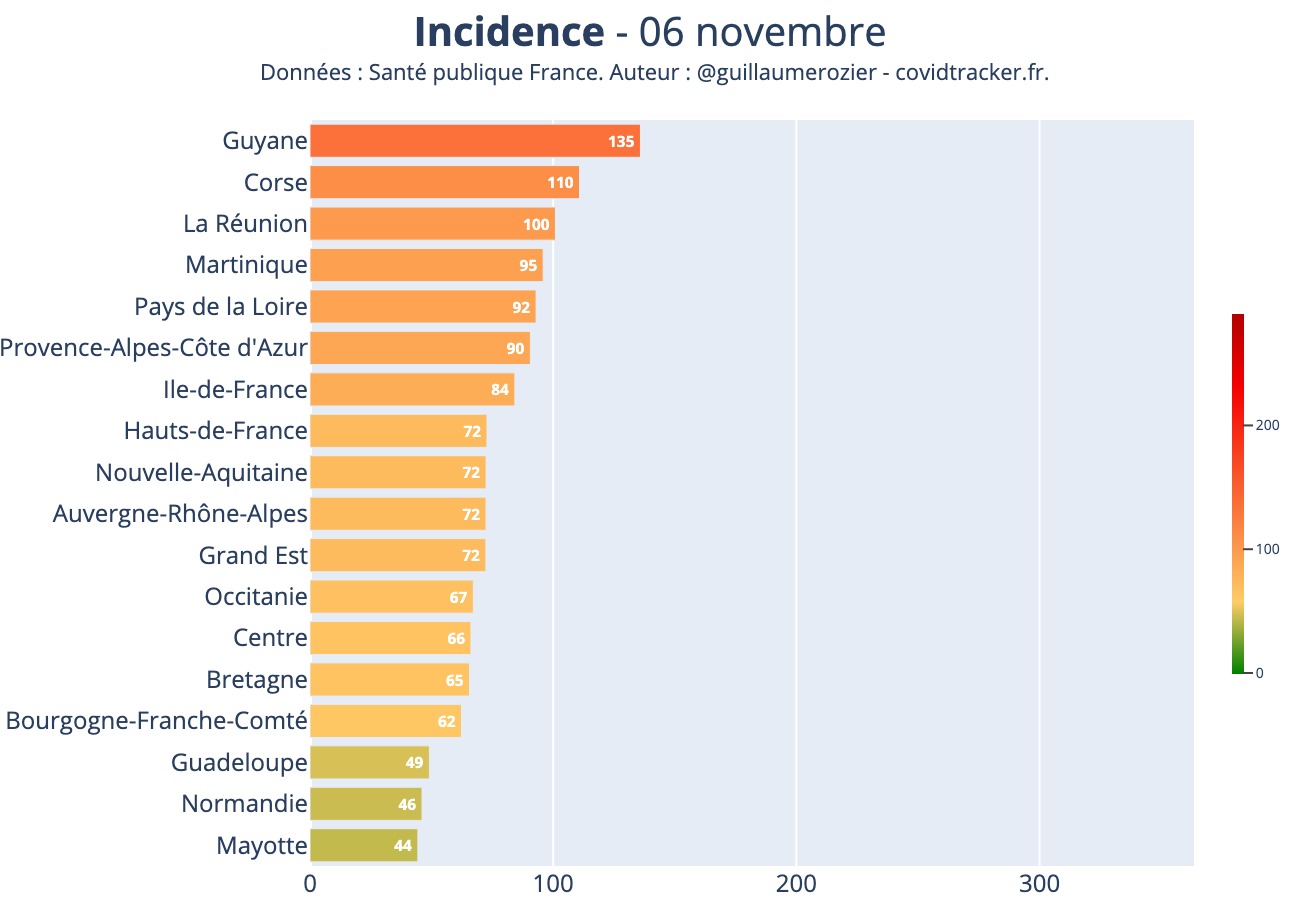 Incidence - 06 novembre
Données : Santé publique France. Auteur : @guillaumerozier - covidtracker.fr.
Guyane 135
Corse 110
La Réunion 100
Martinique 95
Pays de la Loire 92
Provence-Alpes-Côte d'Azur 90
Ile-de-France 84
Hauts-de-France 72
Nouvelle-Aquitaine 72
Auvergne-Rhône-Alpes 72
Grand Est 72
Occitanie 67
Centre 66
Bretagne 65
Bourgogne-Franche-Comté 62
Guadeloupe 49
Normandie 46
Mayotte 44
0 100 200 300
200
100
0